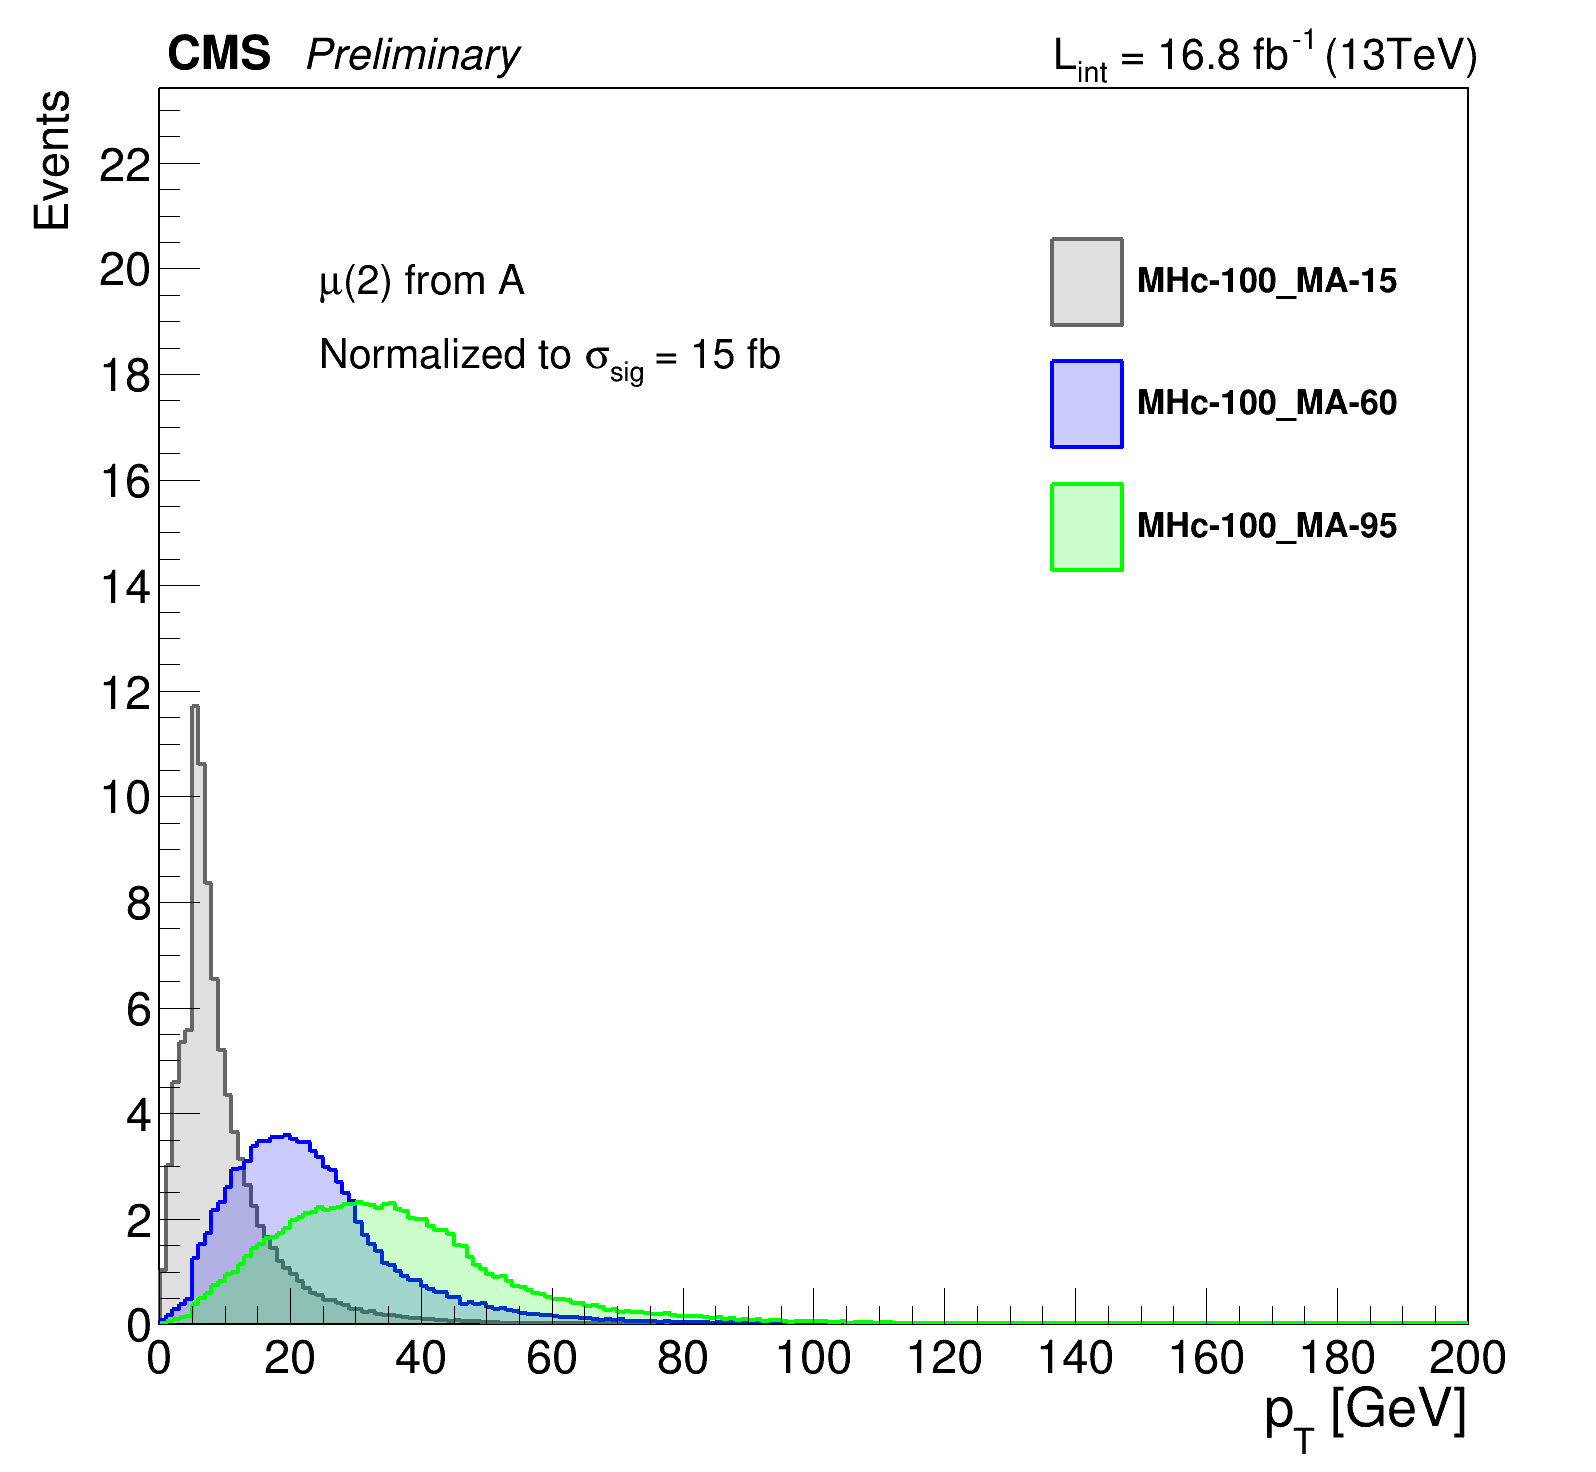 CMS Preliminary
L_int = 16.8 fb^-1 (13TeV)
Events
22
20
18
16
14
12
10
8
6
4
2
0
μ(2) from A
Normalized to σ_sig = 15 fb
MHc-100_MA-15
MHc-100_MA-60
MHc-100_MA-95
0 20 40 60 80 100 120 140 160 180 200
p_T [GeV]